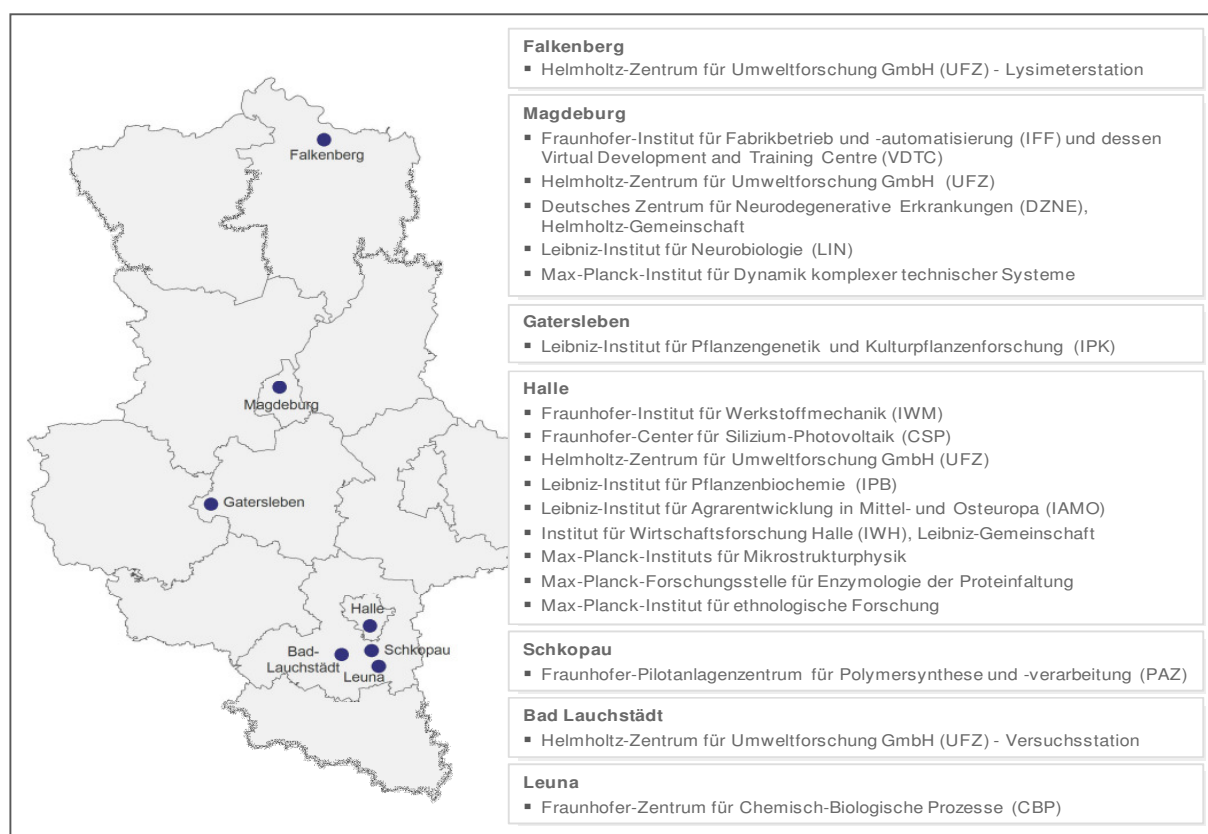 Falkenberg
Magdeburg
Gatersleben
Halle
Bad-
Lauchstädt
Schkopau
Leuna
Falkenberg
▪ Helmholtz-Zentrum für Umweltforschung GmbH (UFZ) - Lysimeterstation
Magdeburg
▪ Fraunhofer-Institut für Fabrikbetrieb und -automatisierung (IFF) und dessen
Virtual Development and Training Centre (VDTC)
▪ Helmholtz-Zentrum für Umweltforschung GmbH (UFZ)
▪ Deutsches Zentrum für Neurodegenerative Erkrankungen (DZNE),
Helmholtz-Gemeinschaft
▪ Leibniz-Institut für Neurobiologie (LIN)
▪ Max-Planck-Institut für Dynamik komplexer technischer Systeme
Gatersleben
▪ Leibniz-Institut für Pflanzengenetik und Kulturpflanzenforschung (IPK)
Halle
▪ Fraunhofer-Institut für Werkstoffmechanik (IWM)
▪ Fraunhofer-Center für Silizium-Photovoltaik (CSP)
▪ Helmholtz-Zentrum für Umweltforschung GmbH (UFZ)
▪ Leibniz-Institut für Pflanzenbiochemie (IPB)
▪ Leibniz-Institut für Agrarentwicklung in Mittel- und Osteuropa (IAMO)
▪ Institut für Wirtschaftsforschung Halle (IWH), Leibniz-Gemeinschaft
▪ Max-Planck-Instituts für Mikrostrukturphysik
▪ Max-Planck-Forschungsstelle für Enzymologie der Proteinfaltung
▪ Max-Planck-Institut für ethnologische Forschung
Schkopau
▪ Fraunhofer-Pilotanlagenzentrum für Polymersynthese und -verarbeitung (PAZ)
Bad Lauchstädt
▪ Helmholtz-Zentrum für Umweltforschung GmbH (UFZ) - Versuchsstation
Leuna
▪ Fraunhofer-Zentrum für Chemisch-Biologische Prozesse (CBP)